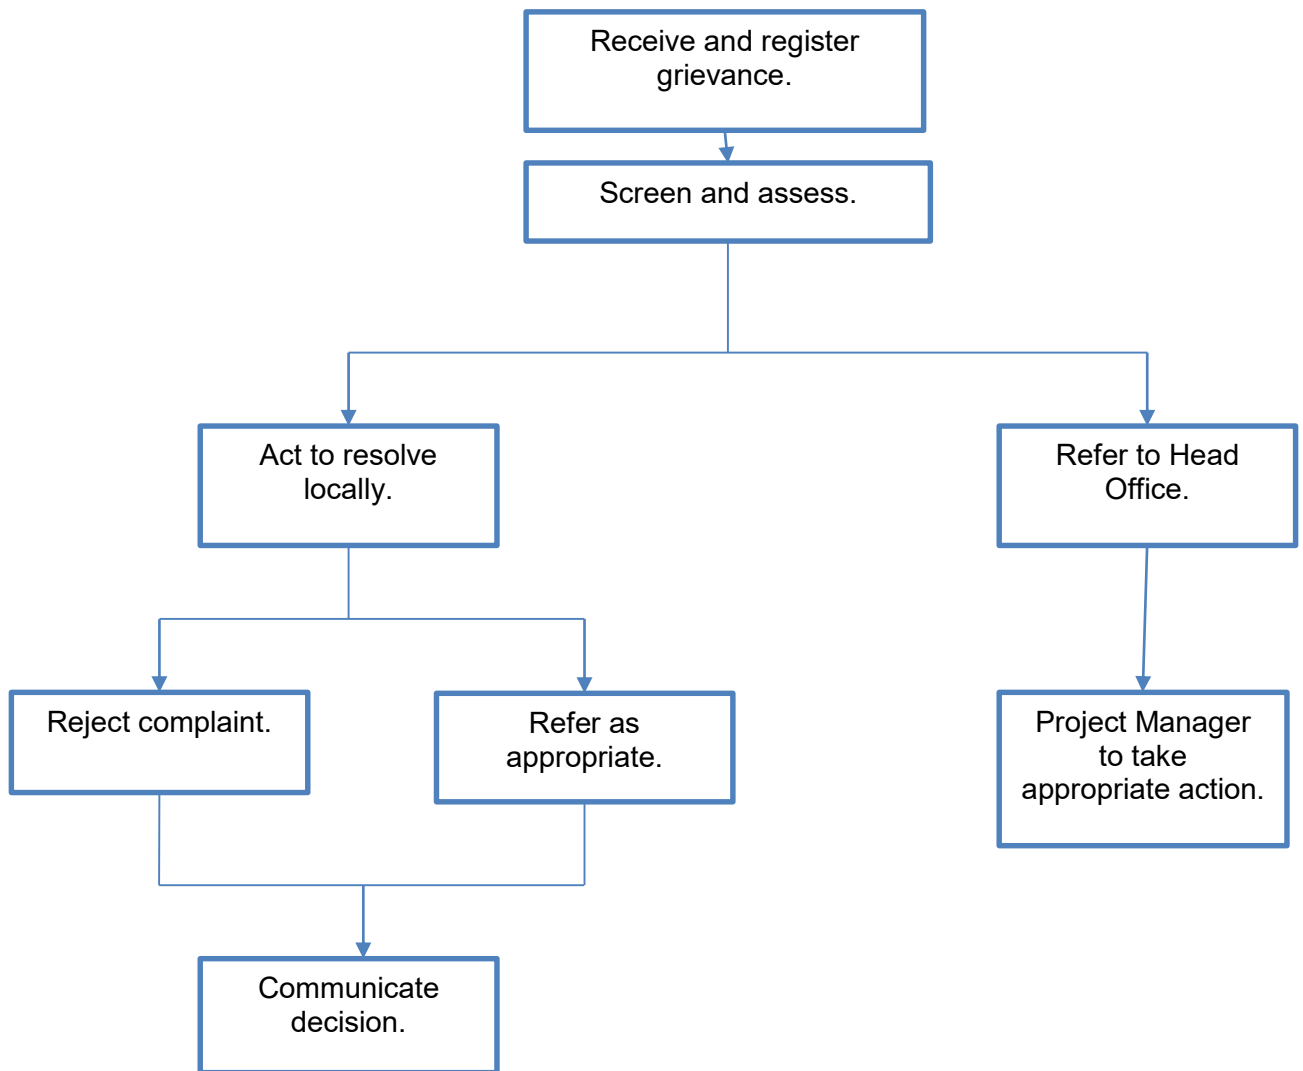 Receive and register
grievance.
Screen and assess.
Act to resolve
locally.
Refer to Head
Office.
Reject complaint.
Refer as
appropriate.
Project Manager
to take
appropriate action.
Communicate
decision.